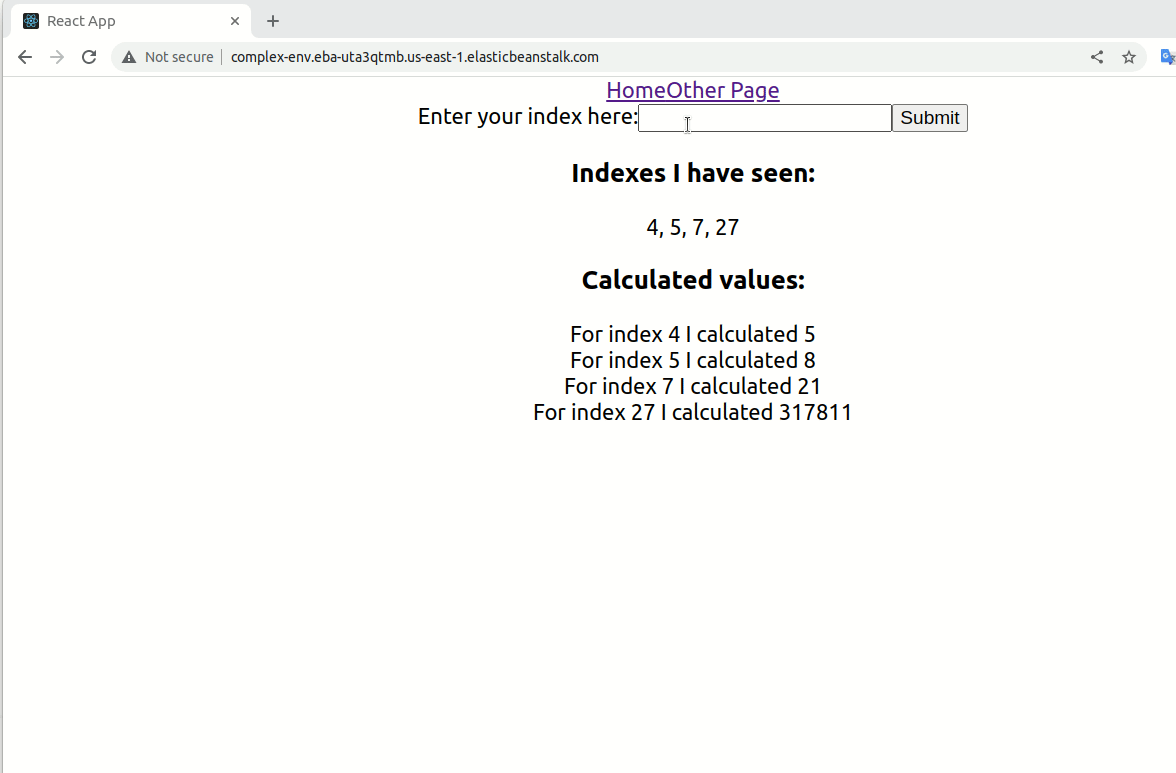 React App
Not secure complex-env.eba-uta3qtmb.us-east-1.elasticbeanstalk.com
HomeOther Page
Enter your index here: Submit
Indexes I have seen:
4, 5, 7, 27
Calculated values:
For index 4 I calculated 5
For index 5 I calculated 8
For index 7 I calculated 21
For index 27 I calculated 317811